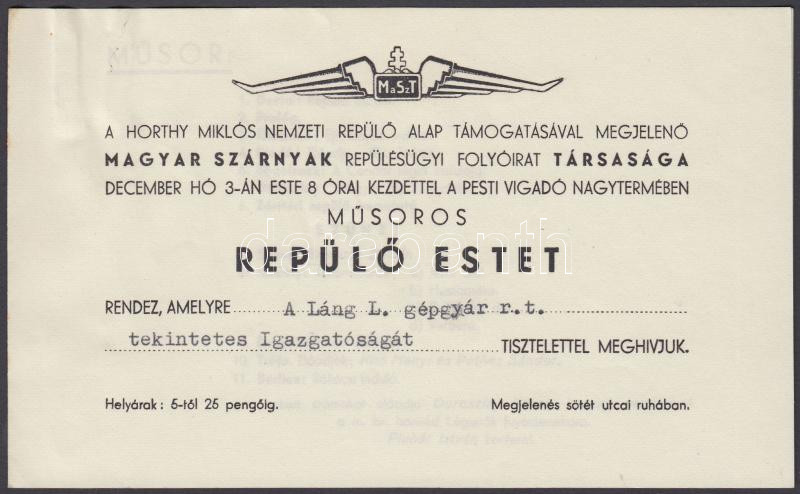 MŰSOR:
MaSzT
A HORTHY MIKLÓS NEMZETI REPÜLŐ ALAP TÁMOGATÁSÁVAL MEGJELENŐ
MAGYAR SZÁRNYAK REPÜLÉSÜGYI FOLYÓIRAT TÁRSASÁGA
DECEMBER HÓ 3-ÁN ESTE 8 ÓRAI KEZDETTEL A PESTI VIGADÓ NAGYTERMÉBEN
MŰSOROS
REPÜLŐ ESTET
darabanth
RENDEZ, AMELYRE A Láng L. gépgyár r.t.
tekintetes Igazgatóságát TISZTELETTEL MEGHIVJUK.
Helyárak: 5-től 25 pengőig. Megjelenés sötét utcai ruhában.